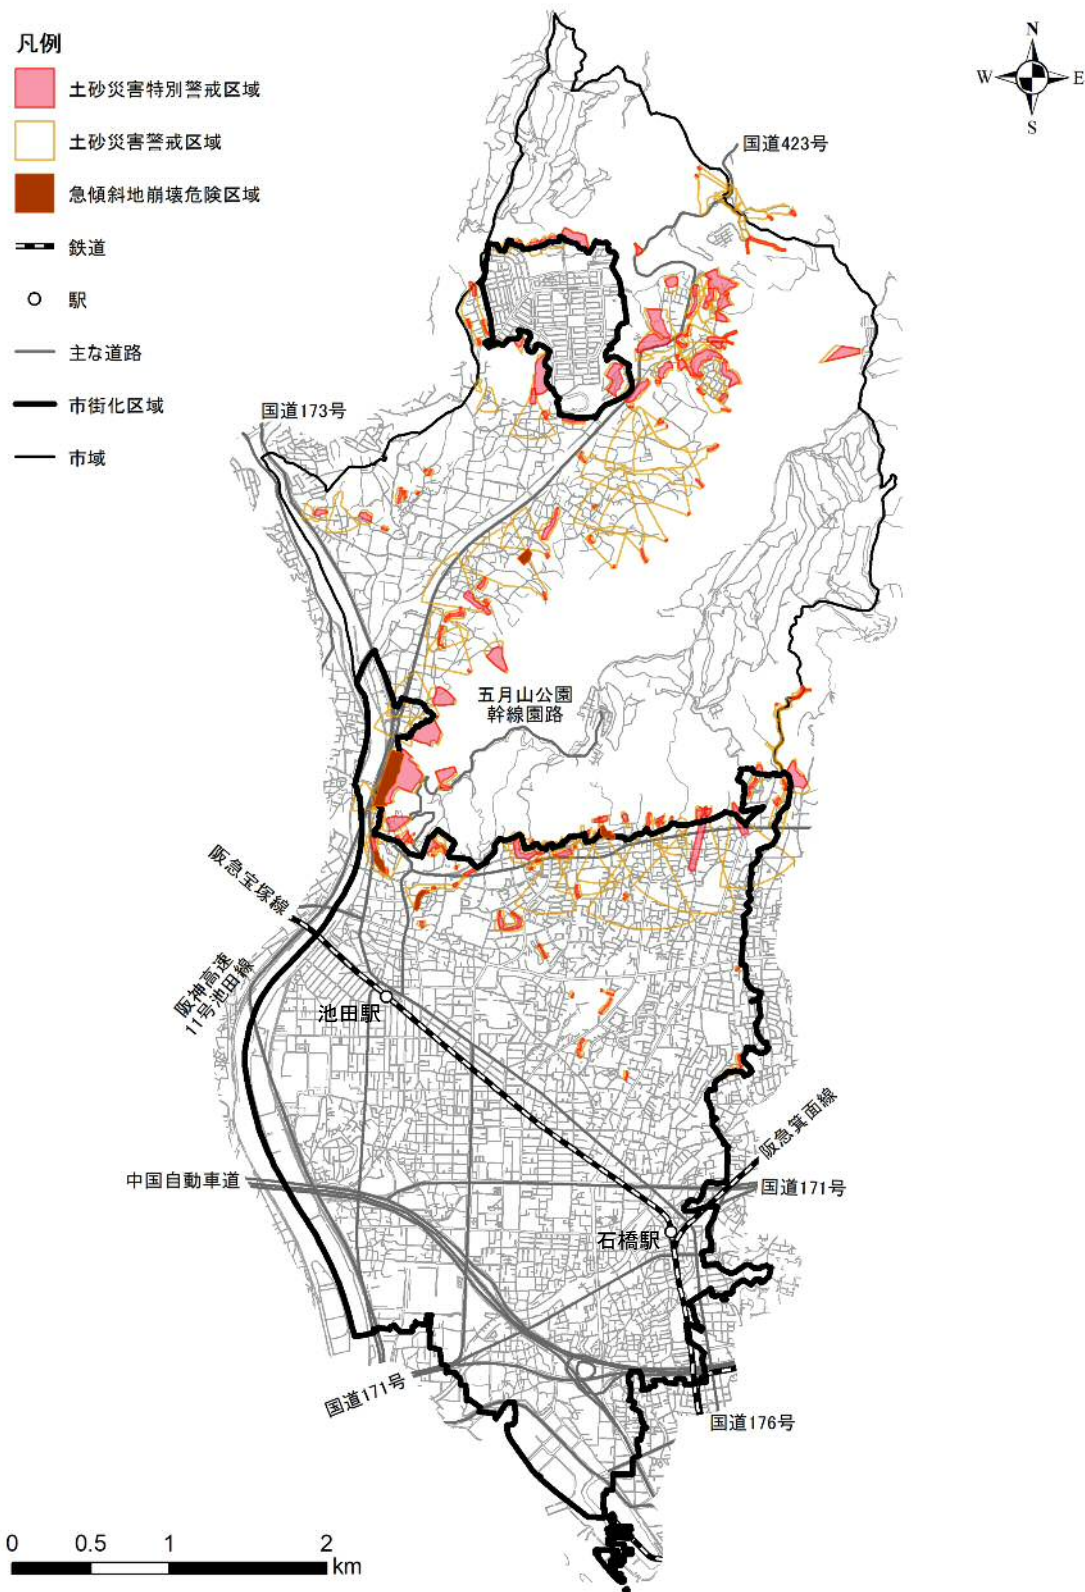 凡例
土砂災害特別警戒区域
土砂災害警戒区域
急傾斜地崩壊危険区域
鉄道
駅
主な道路
市街化区域
市域
N
W
E
S
国道423号
国道173号
五月山公園
幹線園路
阪急宝塚線
阪神高速
11号池田線
池田駅
阪急箕面線
中国自動車道
国道171号
石橋駅
国道171号
国道176号
0 0.5 1 2
km